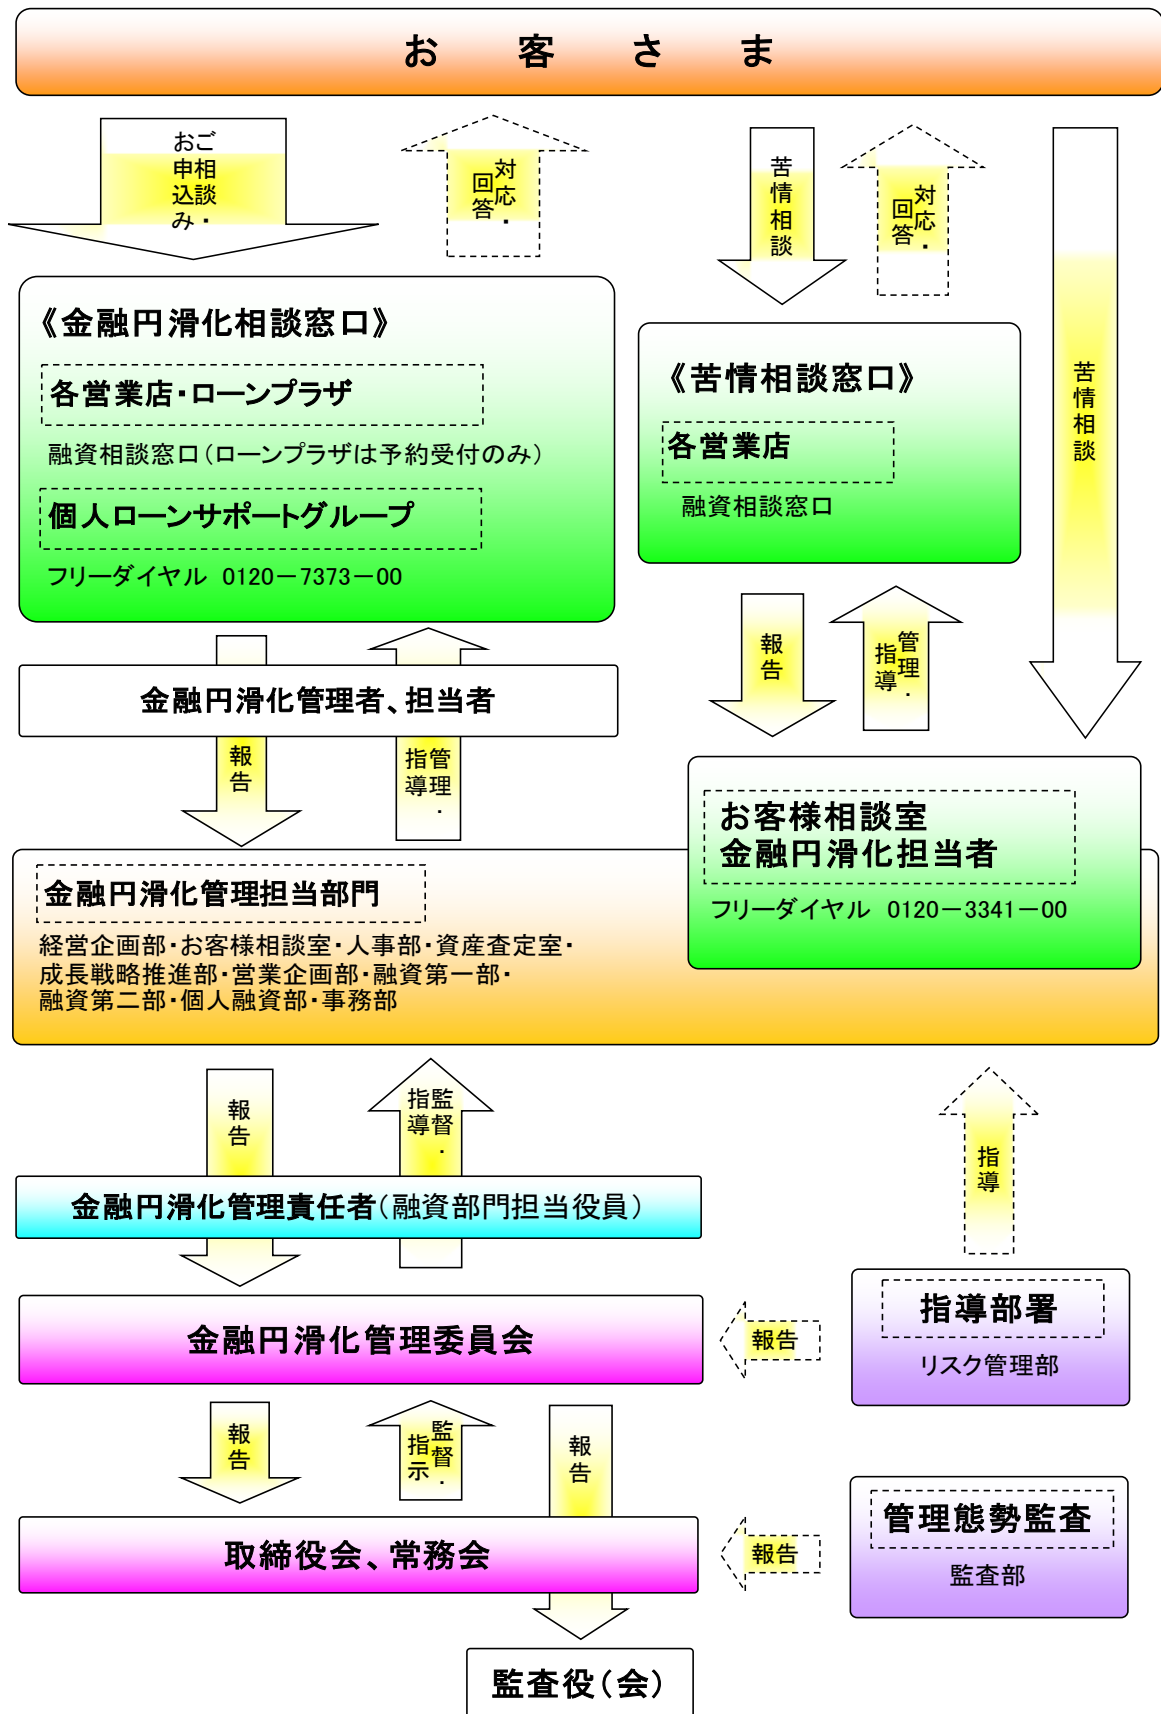 お客さま
ご相談・
お申込み
対応・
回答
苦情相談
対応・
回答
苦情相談
《金融円滑化相談窓口》
各営業店・ローンプラザ
融資相談窓口（ローンプラザは予約受付のみ）
個人ローンサポートグループ
フリーダイヤル 0120－7373－00
《苦情相談窓口》
各営業店
融資相談窓口
報告
管理・
指導
金融円滑化管理者、担当者
報告
管理・
指導
お客様相談室
金融円滑化担当者
フリーダイヤル 0120－3341－00
金融円滑化管理担当部門
経営企画部・お客様相談室・人事部・資産査定室・
成長戦略推進部・営業企画部・融資第一部・
融資第二部・個人融資部・事務部
報告
監督・
指導
指導
金融円滑化管理責任者（融資部門担当役員）
金融円滑化管理委員会
報告
指導部署
リスク管理部
報告
監督・
指示
報告
取締役会、常務会
報告
管理態勢監査
監査部
監査役（会）